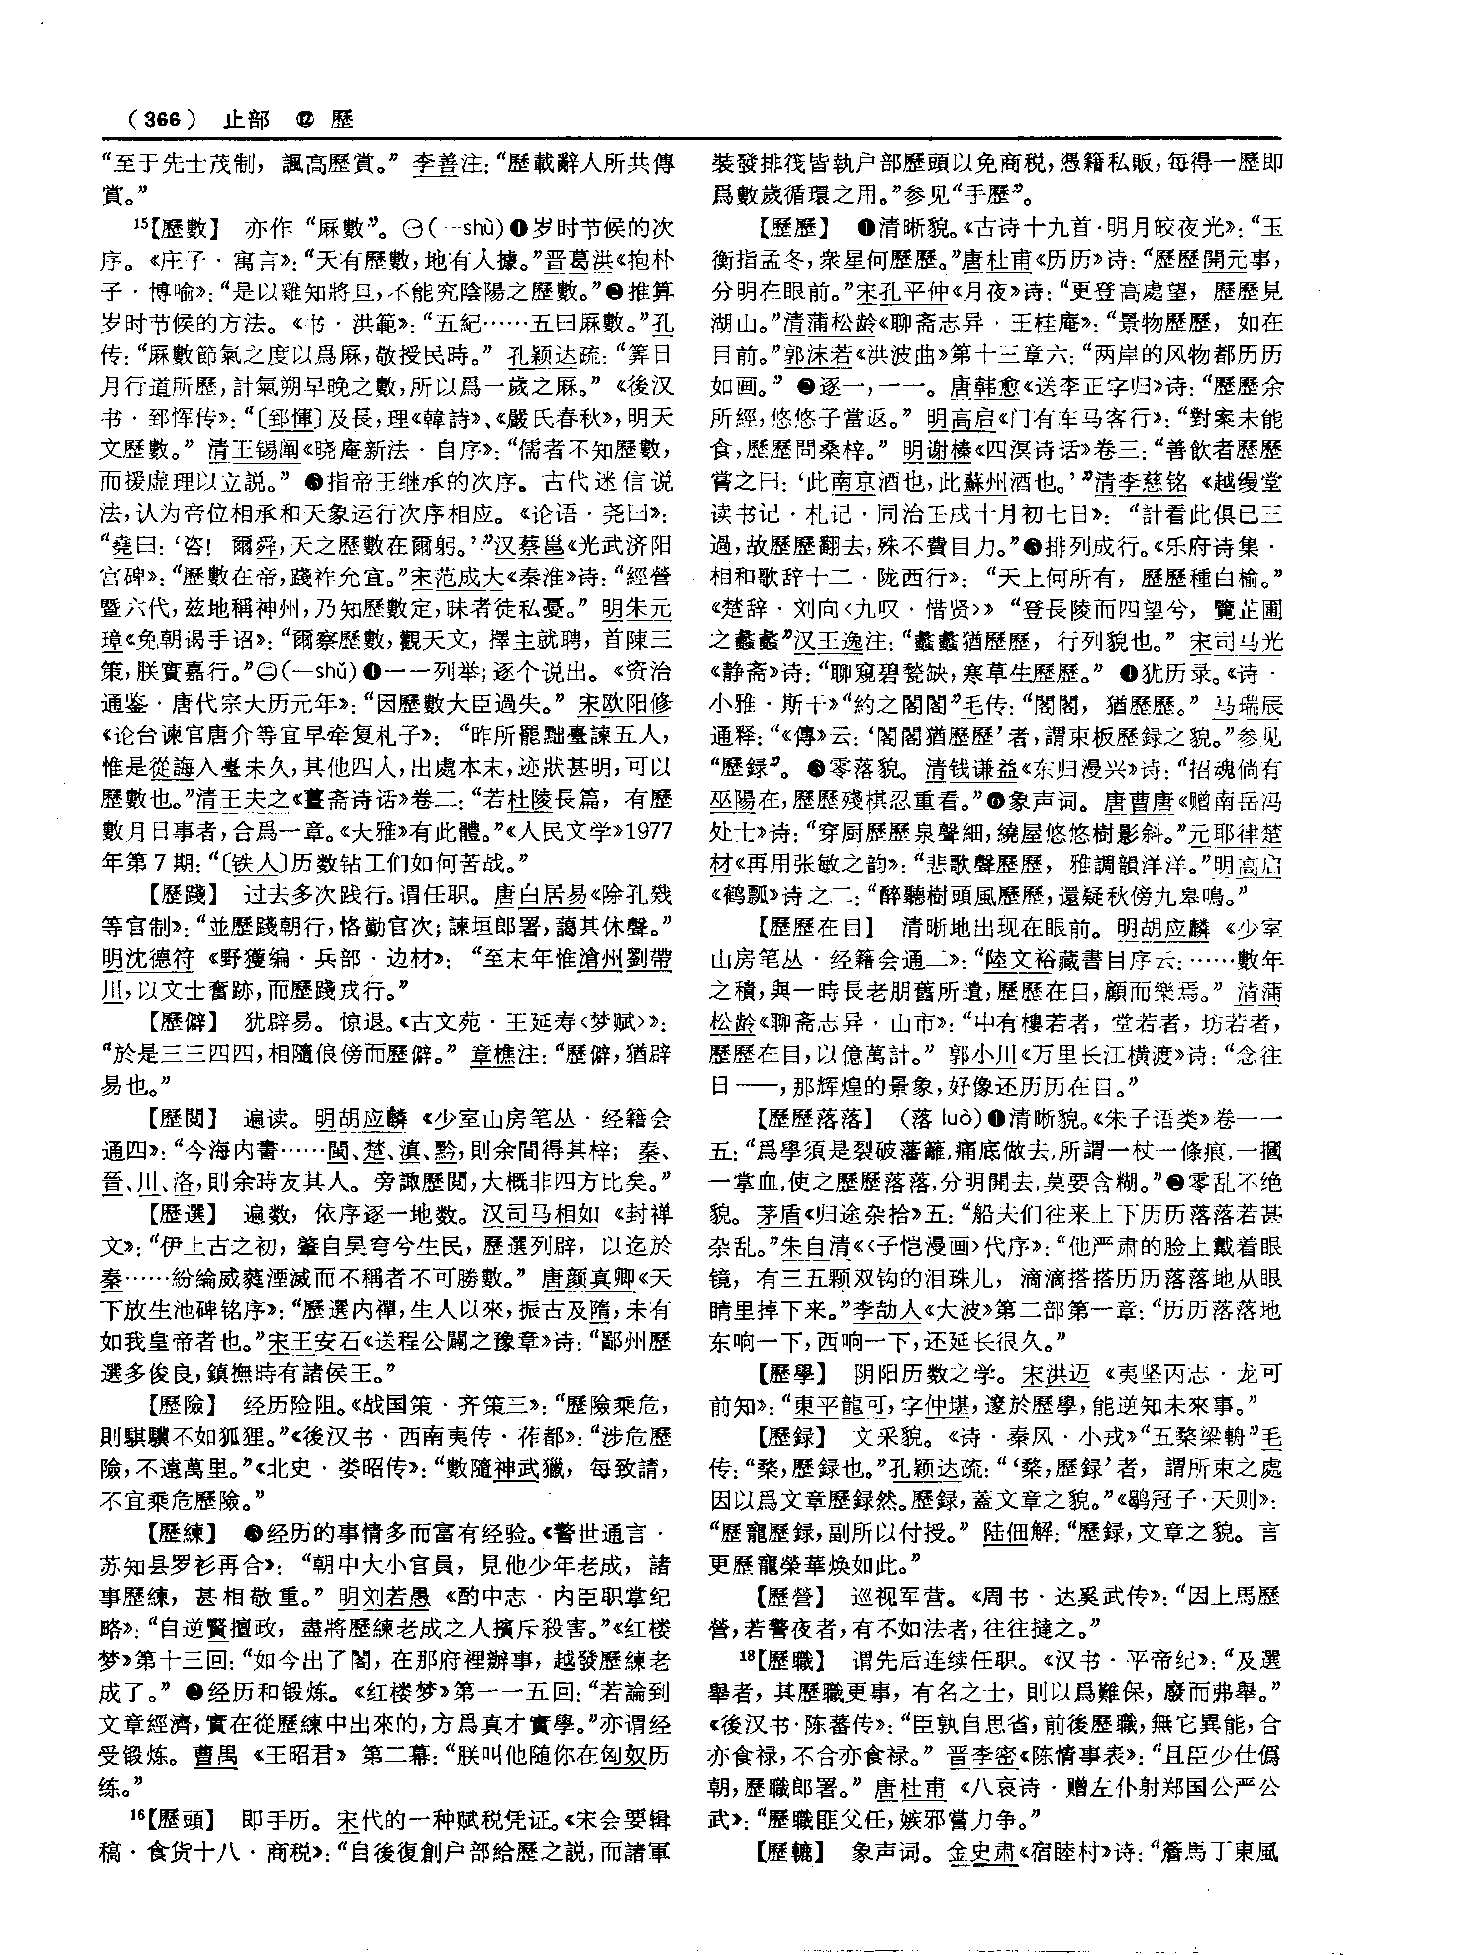 （366） 止部 ⑫ 歷
“至于先士茂制，諷高歷賞。” 李善注：“歷載辭人所共傳
賞。”
¹⁵【歷數】 亦作“厤數”。㊀（—shù）❶岁时节候的次
序。《庄子·寓言》：“天有歷數，地有人據。”晋葛洪《抱朴
子·博喻》：“是以雞知將旦，不能究陰陽之歷數。”❷推算
岁时节候的方法。《书·洪範》：“五紀……五曰厤數。”孔
传：“厤數節氣之度以爲厤，敬授民時。” 孔颖达疏：“筭日
月行道所歷，計氣朔早晚之數，所以爲一歲之厤。”《後汉
书·郅恽传》：“〔郅惲〕及長，理《韓詩》、《嚴氏春秋》，明天
文歷數。” 清王锡阐《晓庵新法·自序》：“儒者不知歷數，
而援虚理以立説。” ❸指帝王继承的次序。古代迷信说
法，认为帝位相承和天象运行次序相应。《论语·尧曰》：
“堯曰：‘咨！爾舜，天之歷數在爾躬。’”汉蔡邕《光武济阳
宫碑》：“歷數在帝，踐祚允宜。”宋范成大《秦淮》诗：“經營
暨六代，兹地稱神州，乃知歷數定，昧者徒私憂。” 明朱元
璋《免朝谒手诏》：“爾察歷數，觀天文，擇主就聘，首陳三
策，朕實嘉行。”㊁（—shǔ）❶一一列举；逐个说出。《资治
通鉴·唐代宗大历元年》：“因歷數大臣過失。” 宋欧阳修
《论台谏官唐介等宜早牵复札子》：“昨所罷黜臺諫五人，
惟是從誨入臺未久，其他四人，出處本末，迹狀甚明，可以
歷數也。”清王夫之《薑斋诗话》卷二：“若杜陵長篇，有歷
數月日事者，合爲一章。《大雅》有此體。”《人民文学》1977
年第7期：“〔铁人〕历数钻工们如何苦战。”
【歷踐】 过去多次践行。谓任职。唐白居易《除孔戣
等官制》：“並歷踐朝行，恪勤官次；諫垣郎署，藹其休聲。”
明沈德符《野獲编·兵部·边材》：“至末年惟滄州劉帶
川，以文士奮跡，而歷踐戎行。”
【歷僻】 犹辟易。惊退。《古文苑·王延寿〈梦赋〉》：
“於是三三四四，相隨俍傍而歷僻。” 章樵注：“歷僻，猶辟
易也。”
【歷閲】 遍读。明胡应麟《少室山房笔丛·经籍会
通四》：“今海内書……閩、楚、滇、黔，則余間得其梓；秦、
晉、川、洛，則余時友其人。旁諏歷閲，大概非四方比矣。”
【歷選】 遍数，依序逐一地数。汉司马相如《封禅
文》：“伊上古之初，肇自昊穹兮生民，歷選列辟，以迄於
秦……紛綸威蕤湮滅而不稱者不可勝數。” 唐颜真卿《天
下放生池碑铭序》：“歷選内禪，生人以來，振古及隋，未有
如我皇帝者也。”宋王安石《送程公闢之豫章》诗：“鄙州歷
選多俊良，鎮撫時有諸侯王。”
【歷險】 经历险阻。《战国策·齐策三》：“歷險乘危，
則騏驥不如狐狸。”《後汉书·西南夷传·莋都》：“涉危歷
險，不遠萬里。”《北史·娄昭传》：“數隨神武獵，每致請，
不宜乘危歷險。”
【歷練】 ❶经历的事情多而富有经验。《警世通言·
苏知县罗衫再合》：“朝中大小官員，見他少年老成，諸
事歷練，甚相敬重。” 明刘若愚《酌中志·内臣职掌纪
略》：“自逆賢擅政，盡將歷練老成之人擯斥殺害。”《红楼
梦》第十三回：“如今出了閣，在那府裡辦事，越發歷練老
成了。” ❷经历和锻炼。《红楼梦》第一一五回：“若論到
文章經濟，實在從歷練中出來的，方爲真才實學。”亦谓经
受锻炼。曹禺《王昭君》第二幕：“朕叫他随你在匈奴历
练。”
¹⁶【歷頭】 即手历。宋代的一种赋税凭证。《宋会要辑
稿·食货十八·商税》：“自後復創户部給歷之説，而諸軍
裝發排筏皆執户部歷頭以免商税，憑籍私販，每得一歷即
爲數歲循環之用。”参见“手歷”。
【歷歷】 ❶清晰貌。《古诗十九首·明月皎夜光》：“玉
衡指孟冬，衆星何歷歷。”唐杜甫《历历》诗：“歷歷開元事，
分明在眼前。”宋孔平仲《月夜》诗：“更登高處望，歷歷見
湖山。”清蒲松龄《聊斋志异·王桂庵》：“景物歷歷，如在
目前。”郭沫若《洪波曲》第十三章六：“两岸的风物都历历
如画。” ❷逐一，一一。唐韩愈《送李正字归》诗：“歷歷余
所經，悠悠子當返。” 明高启《门有车马客行》：“對案未能
食，歷歷問桑梓。” 明谢榛《四溟诗话》卷三：“善飲者歷歷
嘗之曰：‘此南京酒也，此蘇州酒也。’”清李慈铭《越缦堂
读书记·札记·同治壬戌十月初七日》：“計看此俱已三
過，故歷歷翻去，殊不費目力。”❸排列成行。《乐府诗集·
相和歌辞十二·陇西行》：“天上何所有，歷歷種白榆。”
《楚辞·刘向〈九叹·惜贤〉》“登長陵而四望兮，覽芷圃
之蠡蠡”汉王逸注：“蠡蠡猶歷歷，行列貌也。” 宋司马光
《静斋》诗：“聊窺碧甃缺，寒草生歷歷。” ❹犹历录。《诗·
小雅·斯干》“約之閣閣”毛传：“閣閣，猶歷歷。” 马瑞辰
通释：“《傳》云：‘閣閣猶歷歷’者，謂束板歷録之貌。”参见
“歷録”。❺零落貌。清钱谦益《东归漫兴》诗：“招魂倘有
巫陽在，歷歷殘棋忍重看。”❻象声词。唐曹唐《赠南岳冯
处士》诗：“穿厨歷歷泉聲細，繞屋悠悠樹影斜。”元耶律楚
材《再用张敏之韵》：“悲歌聲歷歷，雅調韻洋洋。”明高启
《鹤瓢》诗之二：“醉聽樹頭風歷歷，還疑秋傍九皋鳴。”
【歷歷在目】 清晰地出现在眼前。明胡应麟《少室
山房笔丛·经籍会通二》：“陸文裕藏書目序云：……數年
之積，與一時長老朋舊所遺，歷歷在目，顧而樂焉。” 清蒲
松龄《聊斋志异·山市》：“中有樓若者，堂若者，坊若者，
歷歷在目，以億萬計。” 郭小川《万里长江横渡》诗：“念往
日——，那辉煌的景象，好像还历历在目。”
【歷歷落落】 （落 luò）❶清晰貌。《朱子语类》卷一一
五：“爲學須是裂破藩籬，痛底做去，所謂一杖一條痕，一摑
一掌血，使之歷歷落落，分明開去，莫要含糊。”❷零乱不绝
貌。茅盾《归途杂拾》五：“船夫们往来上下历历落落若甚
杂乱。”朱自清《〈子恺漫画〉代序》：“他严肃的脸上戴着眼
镜，有三五颗双钩的泪珠儿，滴滴搭搭历历落落地从眼
睛里掉下来。”李劼人《大波》第二部第一章：“历历落落地
东响一下，西响一下，还延长很久。”
【歷學】 阴阳历数之学。宋洪迈《夷坚丙志·龙可
前知》：“東平龍可，字仲堪，邃於歷學，能逆知未來事。”
【歷録】 文采貌。《诗·秦风·小戎》“五楘梁輈”毛
传：“楘，歷録也。”孔颖达疏：“‘楘，歷録’者，謂所束之處
因以爲文章歷録然。歷録，蓋文章之貌。”《鹖冠子·天则》：
“歷寵歷録，副所以付授。” 陆佃解：“歷録，文章之貌。言
更歷寵榮華焕如此。”
【歷營】 巡视军营。《周书·达奚武传》：“因上馬歷
營，若警夜者，有不如法者，往往撻之。”
¹⁸【歷職】 谓先后连续任职。《汉书·平帝纪》：“及選
舉者，其歷職更事，有名之士，則以爲難保，廢而弗舉。”
《後汉书·陈蕃传》：“臣孰自思省，前後歷職，無它異能，合
亦食禄，不合亦食禄。” 晋李密《陈情事表》：“且臣少仕僞
朝，歷職郎署。” 唐杜甫《八哀诗·赠左仆射郑国公严公
武》：“歷職匪父任，嫉邪嘗力争。”
【歷轆】 象声词。金史肃《宿睦村》诗：“簷馬丁東風